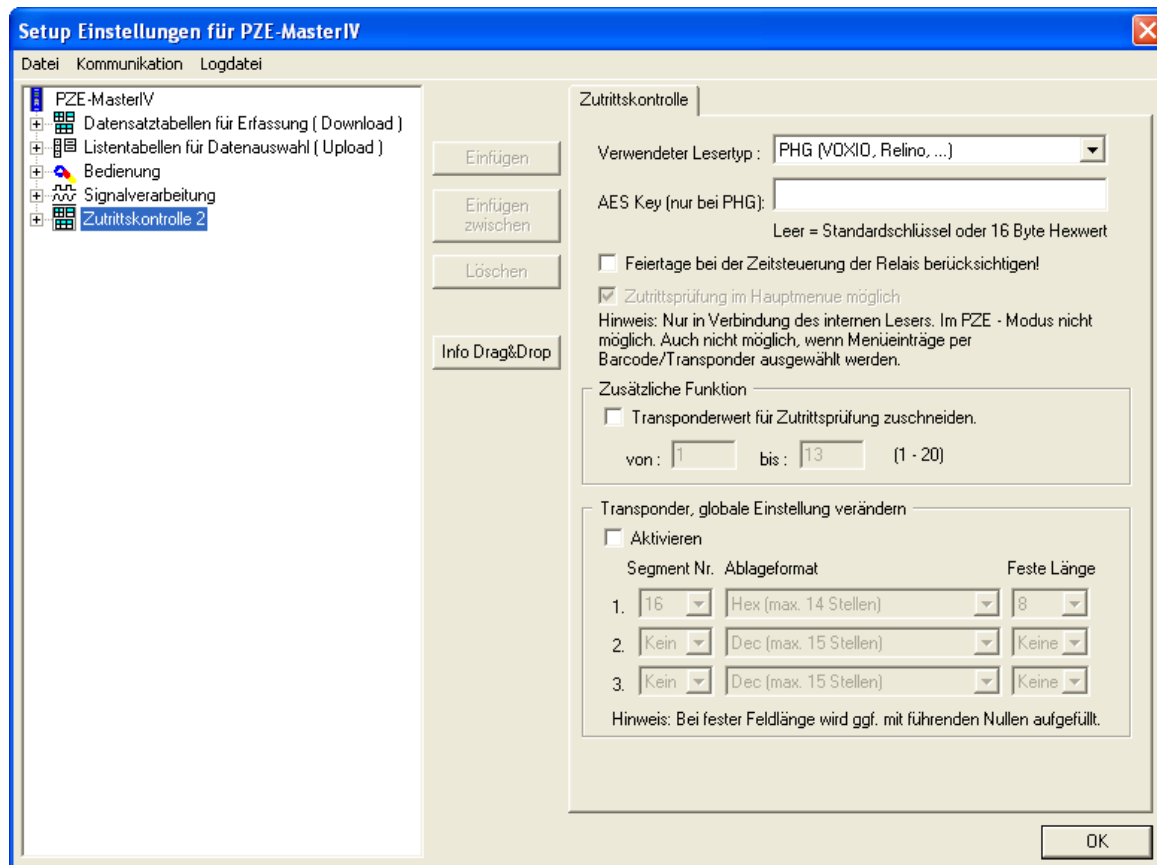 Setup Einstellungen für PZE-MasterIV
Datei Kommunikation Logdatei
PZE-MasterIV
Datensatztabellen für Erfassung ( Download )
Listentabellen für Datenauswahl ( Upload )
Bedienung
Signalverarbeitung
Zutrittskontrolle 2
Einfügen
Einfügen
zwischen
Löschen
Info Drag&Drop
Zutrittskontrolle
Verwendeter Lesertyp : PHG (VOXIO, Relino, ...)
AES Key (nur bei PHG):
Leer = Standardschlüssel oder 16 Byte Hexwert
Feiertage bei der Zeitsteuerung der Relais berücksichtigen!
Zutrittsprüfung im Hauptmenue möglich
Hinweis: Nur in Verbindung des internen Lesers. Im PZE - Modus nicht
möglich. Auch nicht möglich, wenn Menüeinträge per
Barcode/Transponder ausgewählt werden.
Zusätzliche Funktion
Transponderwert für Zutrittsprüfung zuschneiden.
von : 1 bis : 13 (1 - 20)
Transponder, globale Einstellung verändern
Aktivieren
Segment Nr. Ablageformat Feste Länge
1. 16 Hex (max. 14 Stellen) 8
2. Kein Dec (max. 15 Stellen) Keine
3. Kein Dec (max. 15 Stellen) Keine
Hinweis: Bei fester Feldlänge wird ggf. mit führenden Nullen aufgefüllt.
OK